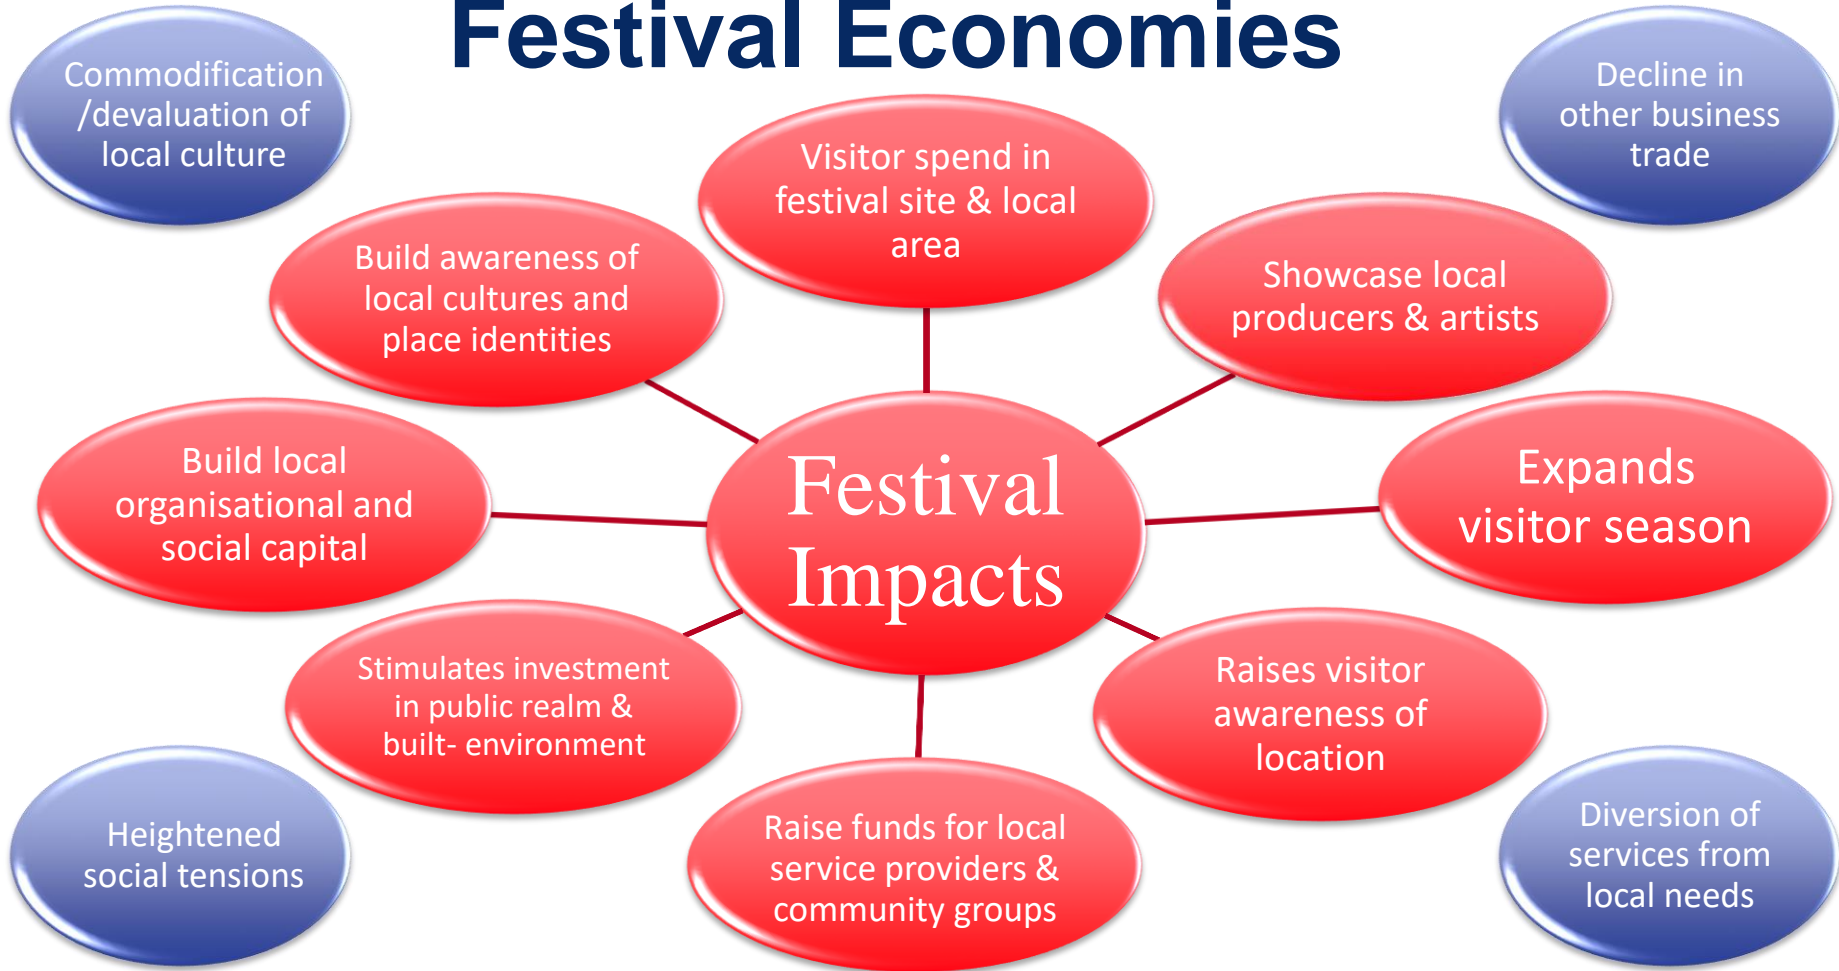 Festival Economies
Commodification
/devaluation of
local culture
Decline in
other business
trade
Visitor spend in
festival site & local
area
Build awareness of
local cultures and
place identities
Showcase local
producers & artists
Build local
organisational and
social capital
Festival
Impacts
Expands
visitor season
Stimulates investment
in public realm &
built- environment
Raises visitor
awareness of
location
Heightened
social tensions
Raise funds for local
service providers &
community groups
Diversion of
services from
local needs